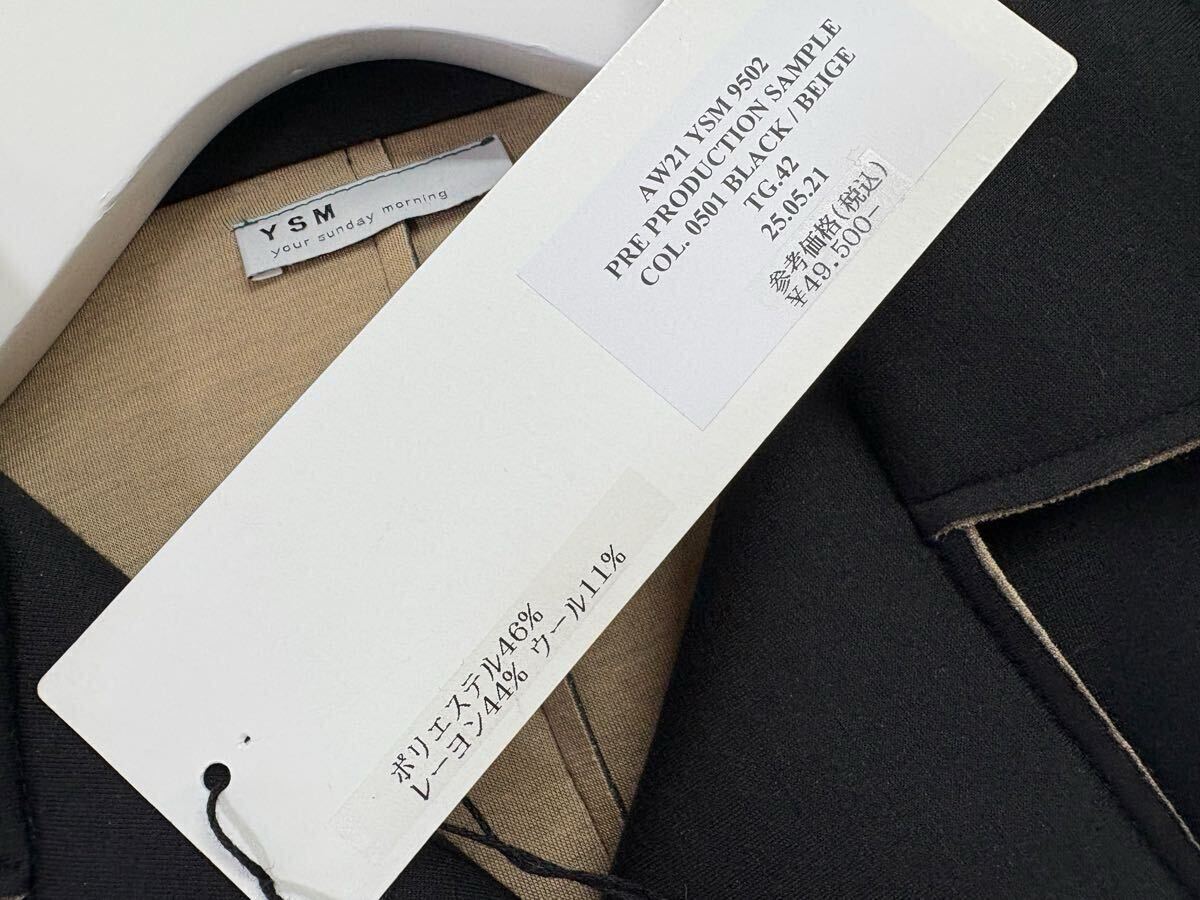 YSM
your sunday morning
AW21 YSM 9502
PRE PRODUCTION SAMPLE
COL. 0501 BLACK / BEIGE
TG.42
25.05.21
参考価格(税込)
¥49.500-
ポリエステル46%
レーヨン44% ウール11%